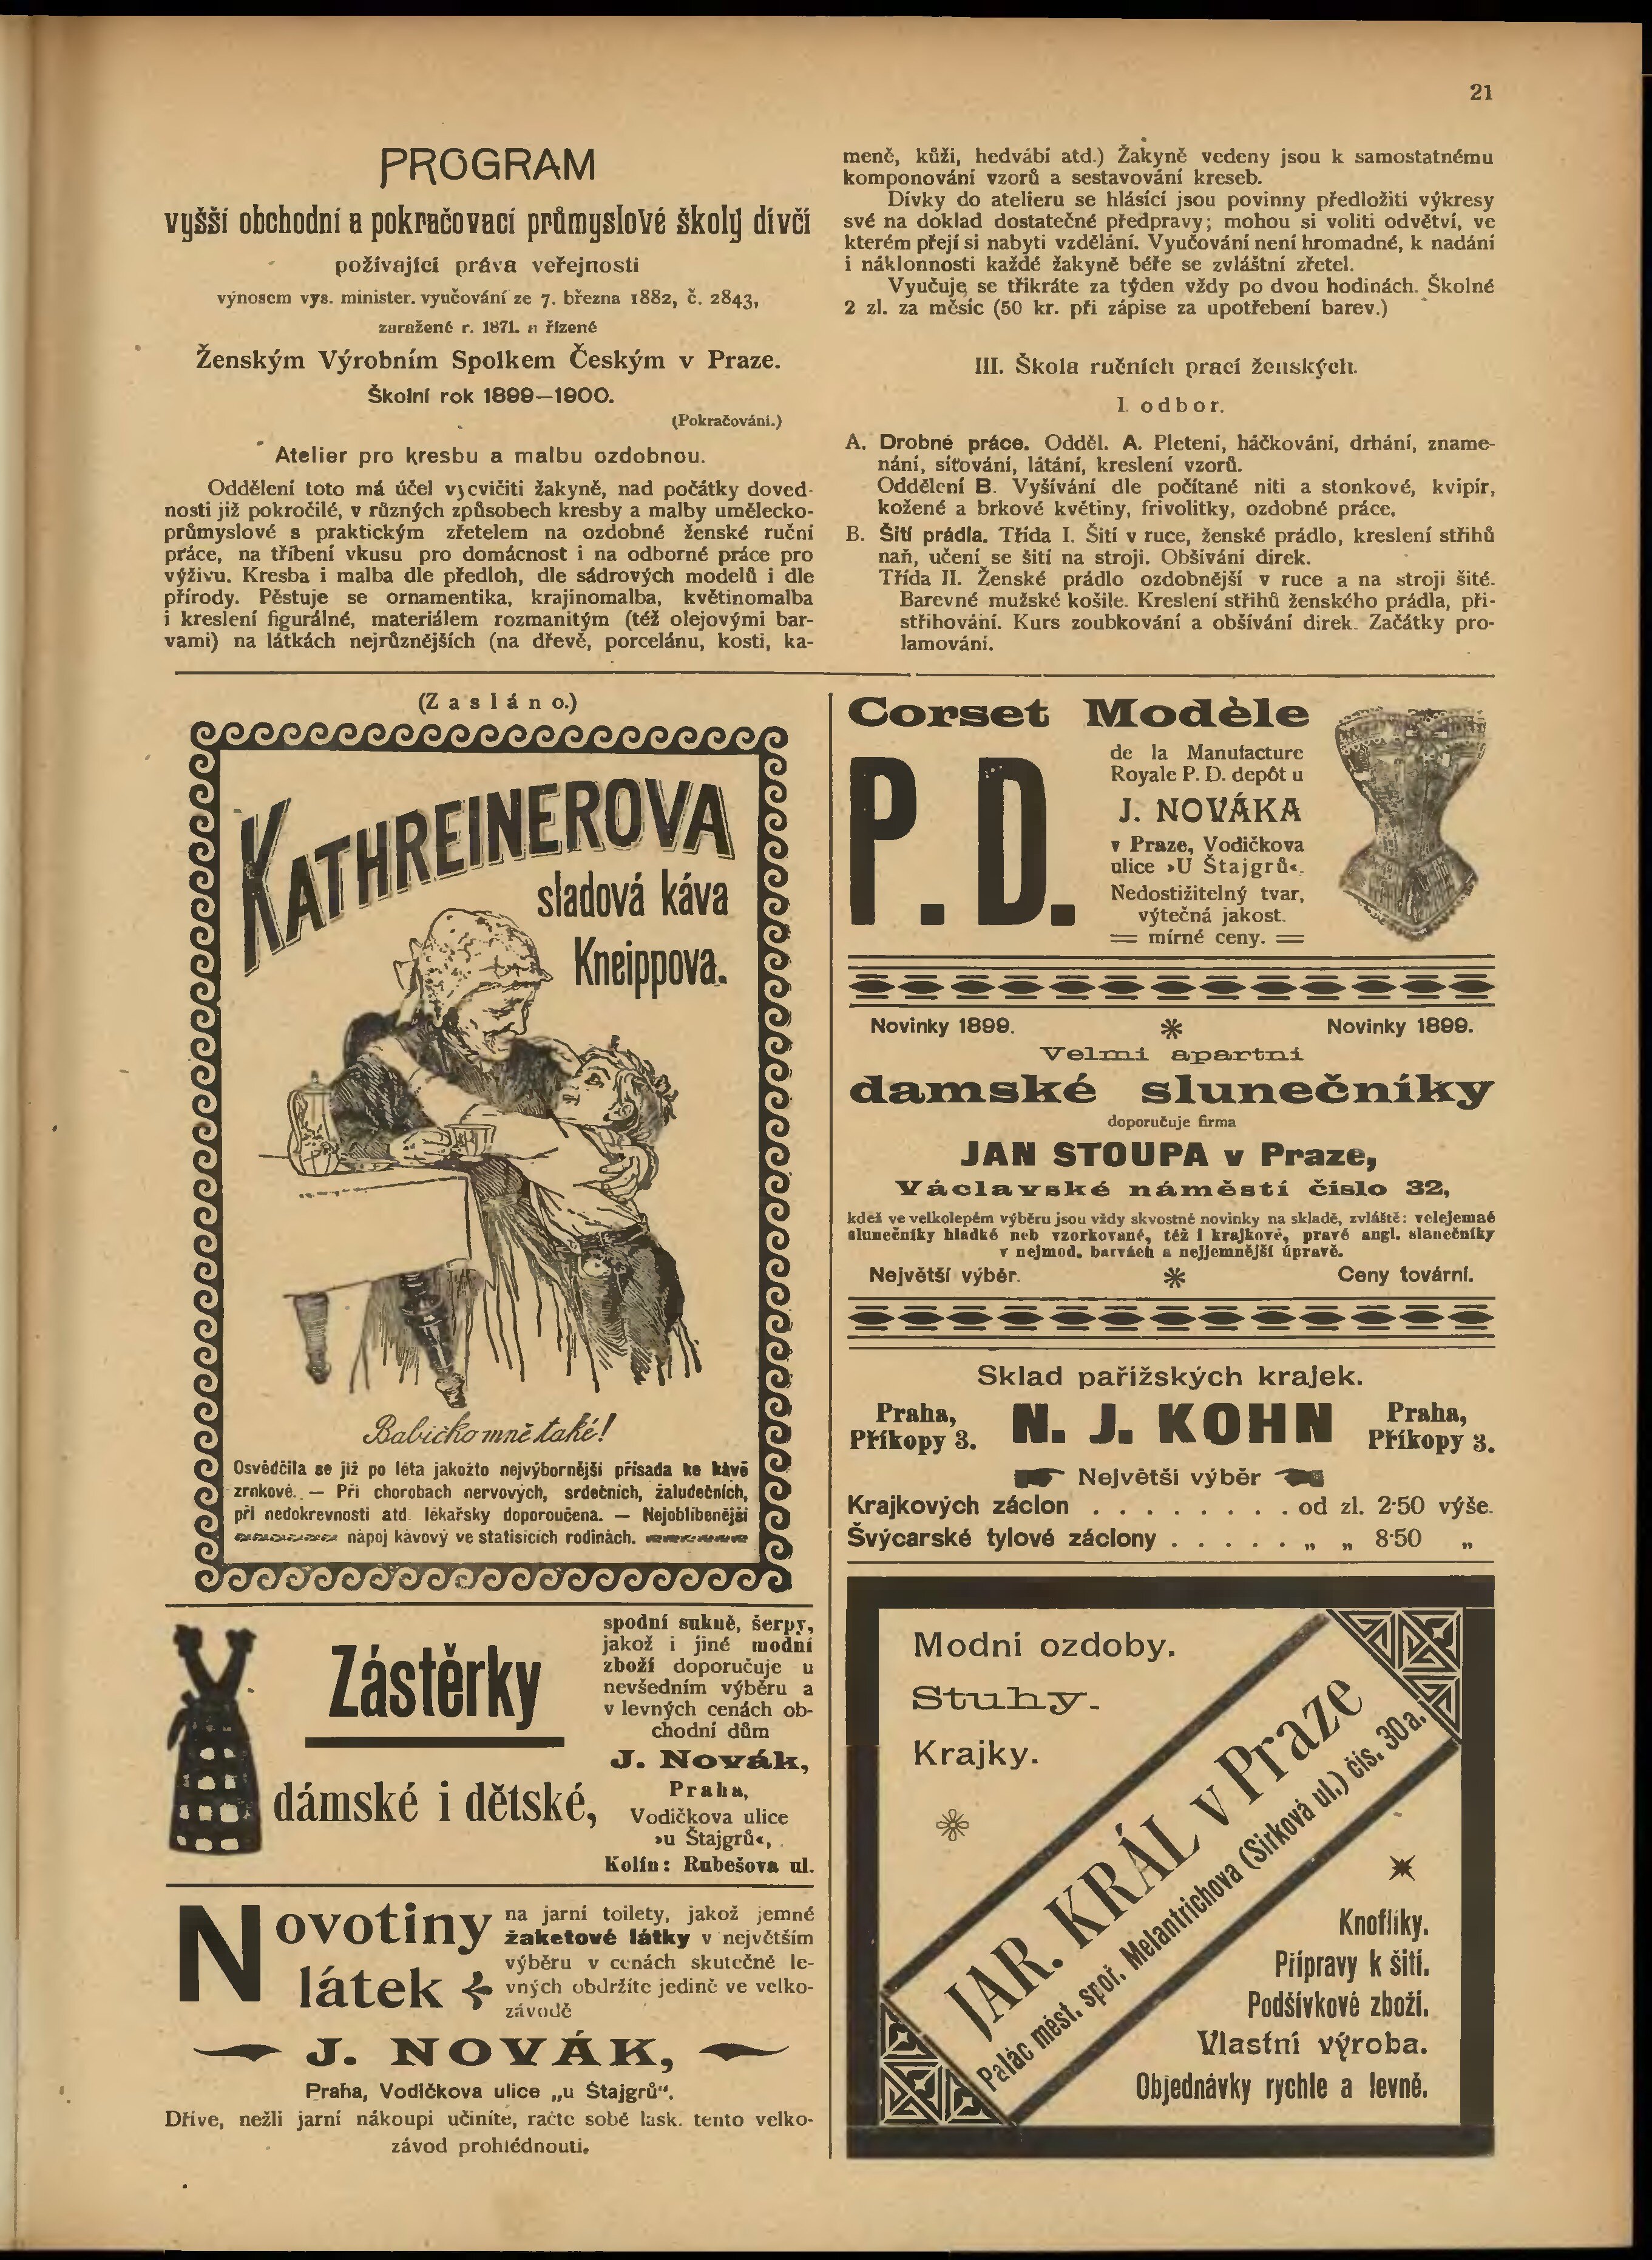 21
PROGRAM
vyšší obchodní a pokračovací průmyslové školy dívčí
požívající práva veřejnosti
výnosem vys. minister. vyučování ze 7. března 1882, č. 2843,
zaražené r. 1871. a řízené
Ženským Výrobním Spolkem Českým v Praze.
Školní rok 1899—1900.
(Pokračování.)
Atelier pro kresbu a malbu ozdobnou.
Oddělení toto má účel vycvičiti žakyně, nad počátky doved-
nosti již pokročilé, v různých způsobech kresby a malby umělecko-
průmyslové s praktickým zřetelem na ozdobné ženské ruční
práce, na tříbení vkusu pro domácnost i na odborné práce pro
výživu. Kresba i malba dle předloh, dle sádrových modelů i dle
přírody. Pěstuje se ornamentika, krajinomalba, květinomalba
i kreslení figurálné, materiálem rozmanitým (též olejovými bar-
vami) na látkách nejrůznějších (na dřevě, porcelánu, kosti, ka-
meně, kůži, hedvábí atd.) Žakyně vedeny jsou k samostatnému
komponování vzorů a sestavování kreseb.
Dívky do atelieru se hlásící jsou povinny předložiti výkresy
své na doklad dostatečné předpravy; mohou si voliti odvětví, ve
kterém přejí si nabyti vzdělání. Vyučování není hromadné, k nadání
i náklonnosti každé žakyně béře se zvláštní zřetel.
Vyučuje se třikráte za týden vždy po dvou hodinách. Školné
2 zl. za měsíc (50 kr. při zápise za upotřebení barev.)
III. Škola ručních prací ženských.
I. odbor.
A. Drobné práce. Odděl. A. Pletení, háčkování, drhání, zname-
nání, síťování, látání, kreslení vzorů.
Oddělení B. Vyšívání dle počítané niti a stonkové, kvipír,
kožené a brkové květiny, frivolitky, ozdobné práce,
B. Šití prádla. Třída I. Šití v ruce, ženské prádlo, kreslení střihů
naň, učení se šití na stroji. Obšívání direk.
Třída II. Ženské prádlo ozdobnější v ruce a na stroji šité.
Barevné mužské košile. Kreslení střihů ženského prádla, při-
střihování. Kurs zoubkování a obšívání direk. Začátky pro-
lamování.
(Zasláno.)
KATHREINEROVA
sladová káva
Kneippova.
Babičko mně také!
Osvědčila se již po léta jakožto nejvýbornější přísada ke kávě
zrnkové. — Při chorobach nervových, srdečních, žaludečních,
při nedokrevnosti atd. lékařsky doporoučena. — Nejoblíbenější
nápoj kávový ve statisících rodinách.
Zástěrky
dámské i dětské,
spodní sukně, šerpy,
jakož i jiné modní
zboží doporučuje u
nevšedním výběru a
v levných cenách ob-
chodní dům
J. Novák,
Praha,
Vodičkova ulice
»u Štajgrů«,
Kolín: Rubešova ul.
Novotiny
látek
na jarní toilety, jakož jemné
žaketové látky v největším
výběru v cenách skutečně le-
vných obdržíte jedině ve velko-
závodě
J. NOVÁK,
Praha, Vodičkova ulice „u Štajgrů“.
Dříve, nežli jarní nákoupi učiníte, račte sobě lask. tento velko-
závod prohlédnouti.
Corset Modèle
P. D.
de la Manufacture
Royale P. D. depôt u
J. NOVÁKA
v Praze, Vodičkova
ulice »U Štajgrů«.
Nedostižitelný tvar,
výtečná jakost.
mírné ceny.
Novinky 1899. Novinky 1899.
Velmi apartní
damské slunečníky
doporučuje firma
JAN STOUPA v Praze,
Václavské náměstí číslo 32,
kdež ve velkolepém výběru jsou vždy skvostné novinky na skladě, zvláště: velejemné
slunečníky hladké neb vzorkované, též i krajkové, pravé angl. slunečníky
v nejmod. barvách a nejjemnější úpravě.
Největší výběr. Ceny tovární.
Sklad pařížských krajek.
Praha,
Příkopy 3.
N. J. KOHN
Praha,
Příkopy 3.
Největší výběr
Krajkových záclon . . . . . . . . . od zl. 2·50 výše.
Švýcarské tylové záclony . . . . . . „ „ 8·50 „
Modní ozdoby.
Stuhy.
Krajky.
JAR. KRÁL v Praze
Palác měst. spoř. Melantrichova (Sirková ul.) čís. 30a.
Knoflíky.
Přípravy k šití.
Podšívkové zboží.
Vlastní výroba.
Objednávky rychle a levně.